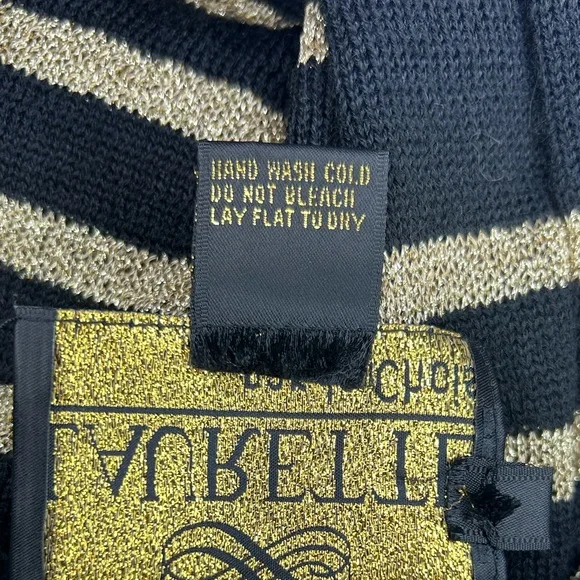 HAND WASH COLD
DO NOT BLEACH
LAY FLAT TO DRY
LAURETTE